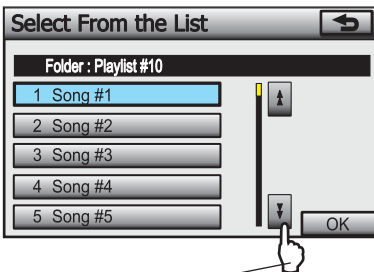 Select From the List
Folder : Playlist #10
1 Song #1
2 Song #2
3 Song #3
4 Song #4
5 Song #5
OK